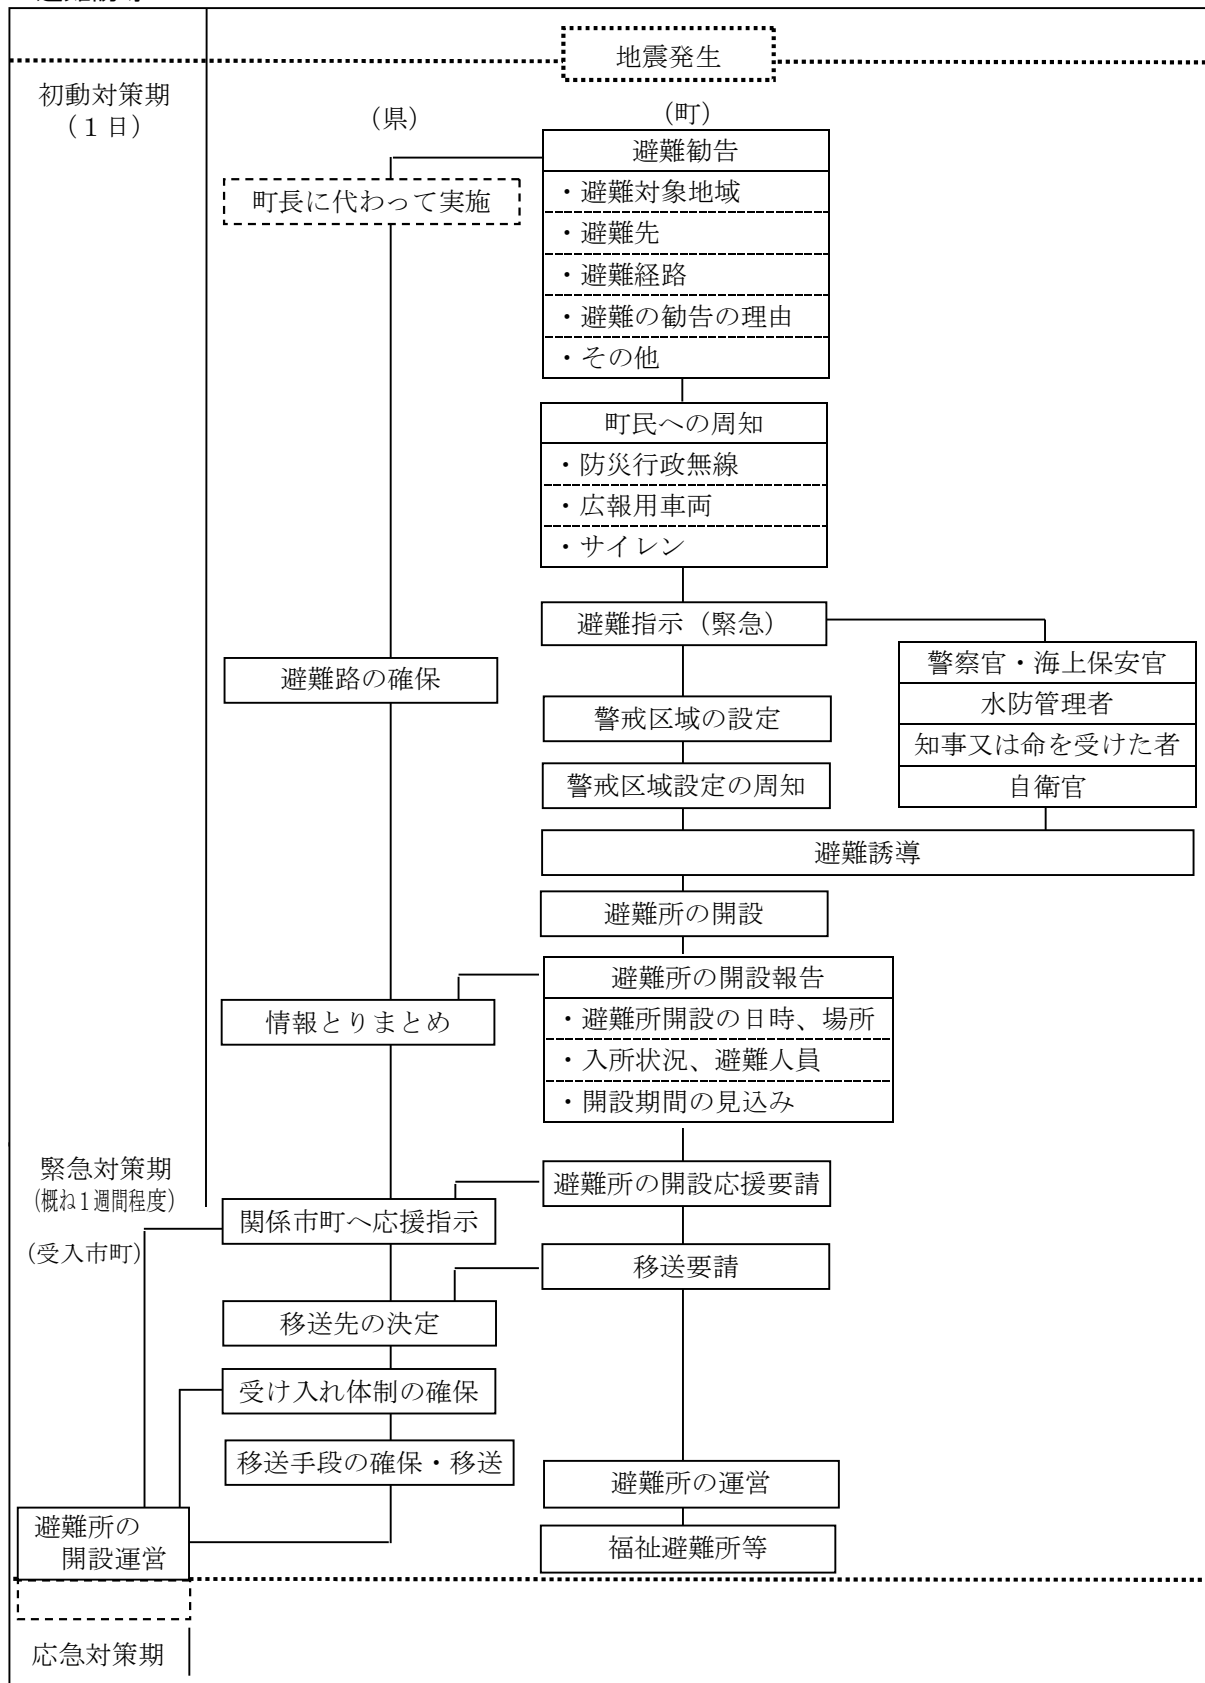 地震発生
初動対策期
（１日）
（県）
（町）
避難勧告
町長に代わって実施
・避難対象地域
・避難先
・避難経路
・避難の勧告の理由
・その他
町民への周知
・防災行政無線
・広報用車両
・サイレン
避難指示（緊急）
警察官・海上保安官
水防管理者
知事又は命を受けた者
自衛官
避難路の確保
警戒区域の設定
警戒区域設定の周知
避難誘導
避難所の開設
避難所の開設報告
・避難所開設の日時、場所
・入所状況、避難人員
・開設期間の見込み
情報とりまとめ
緊急対策期
(概ね１週間程度)
避難所の開設応援要請
関係市町へ応援指示
(受入市町)
移送要請
移送先の決定
受け入れ体制の確保
移送手段の確保・移送
避難所の運営
避難所の
開設運営
福祉避難所等
応急対策期